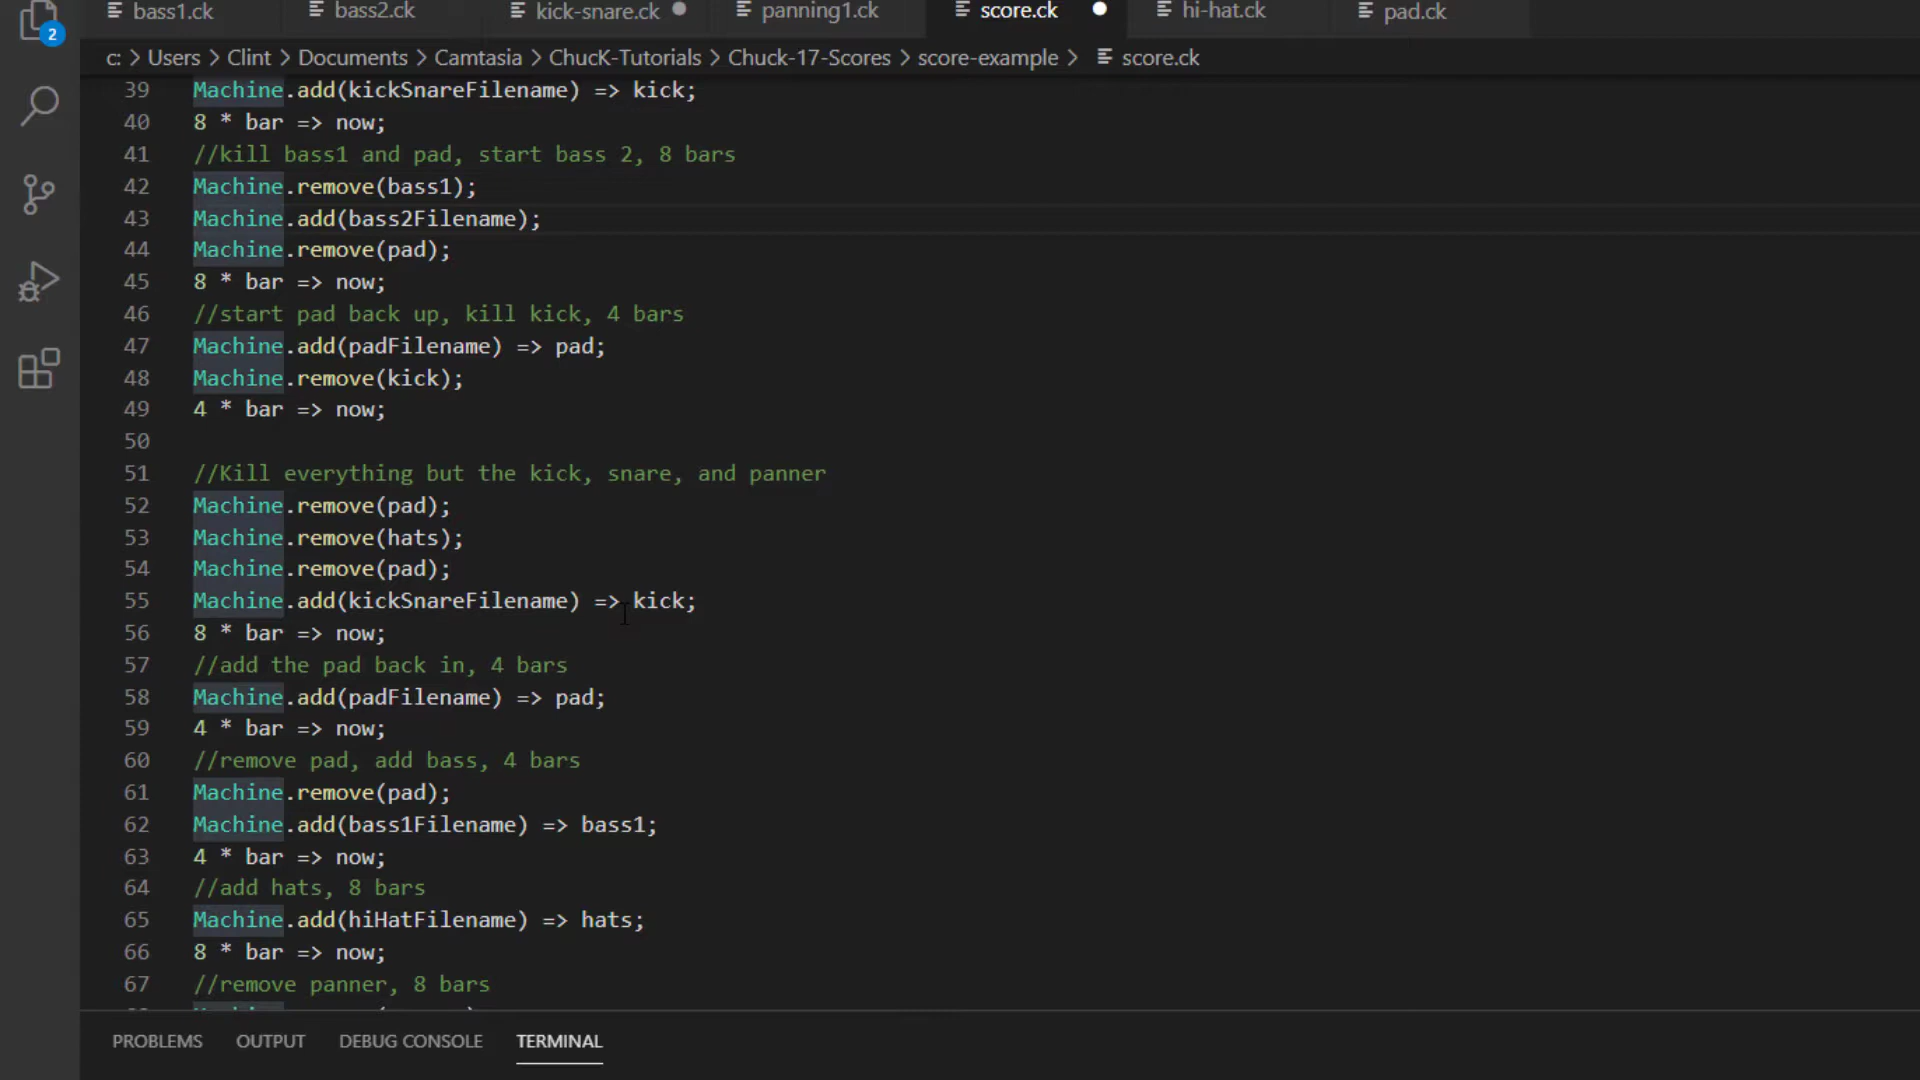 bass1.ck bass2.ck kick-snare.ck panning1.ck score.ck hi-hat.ck pad.ck
2
c: > Users > Clint > Documents > Camtasia > ChucK-Tutorials > Chuck-17-Scores > score-example > score.ck
39 Machine.add(kickSnareFilename) => kick;
40 8 * bar => now;
41 //kill bass1 and pad, start bass 2, 8 bars
42 Machine.remove(bass1);
43 Machine.add(bass2Filename);
44 Machine.remove(pad);
45 8 * bar => now;
46 //start pad back up, kill kick, 4 bars
47 Machine.add(padFilename) => pad;
48 Machine.remove(kick);
49 4 * bar => now;
50
51 //Kill everything but the kick, snare, and panner
52 Machine.remove(pad);
53 Machine.remove(hats);
54 Machine.remove(pad);
55 Machine.add(kickSnareFilename) => kick;
56 8 * bar => now;
57 //add the pad back in, 4 bars
58 Machine.add(padFilename) => pad;
59 4 * bar => now;
60 //remove pad, add bass, 4 bars
61 Machine.remove(pad);
62 Machine.add(bass1Filename) => bass1;
63 4 * bar => now;
64 //add hats, 8 bars
65 Machine.add(hiHatFilename) => hats;
66 8 * bar => now;
67 //remove panner, 8 bars
PROBLEMS OUTPUT DEBUG CONSOLE TERMINAL